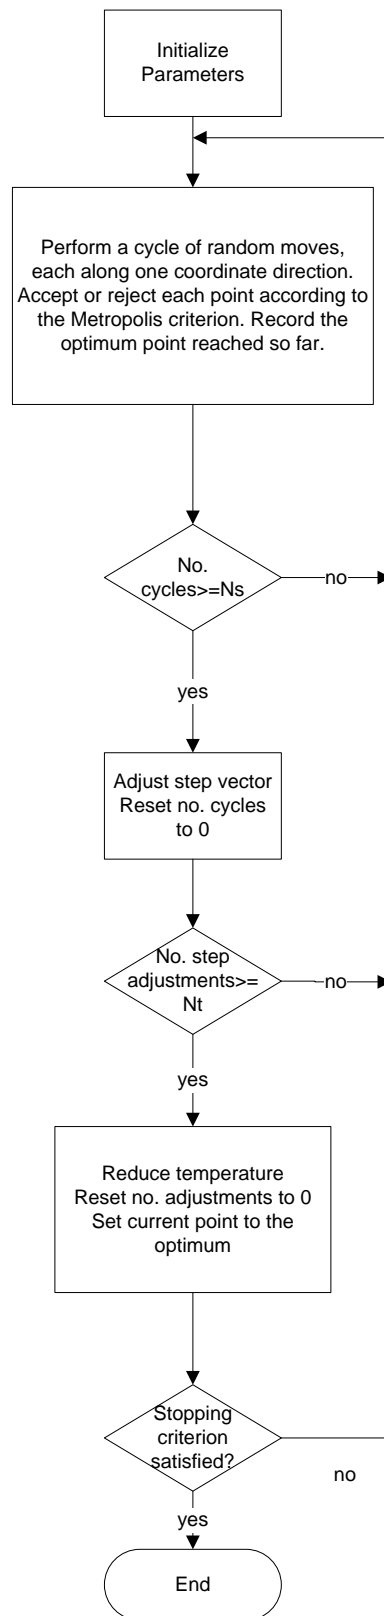 Initialize
Parameters
Perform a cycle of random moves,
each along one coordinate direction.
Accept or reject each point according to
the Metropolis criterion. Record the
optimum point reached so far.
No.
cycles>=Ns
no
yes
Adjust step vector
Reset no. cycles
to 0
No. step
adjustments>=
Nt
no
yes
Reduce temperature
Reset no. adjustments to 0
Set current point to the
optimum
Stopping
criterion
satisfied?
no
yes
End